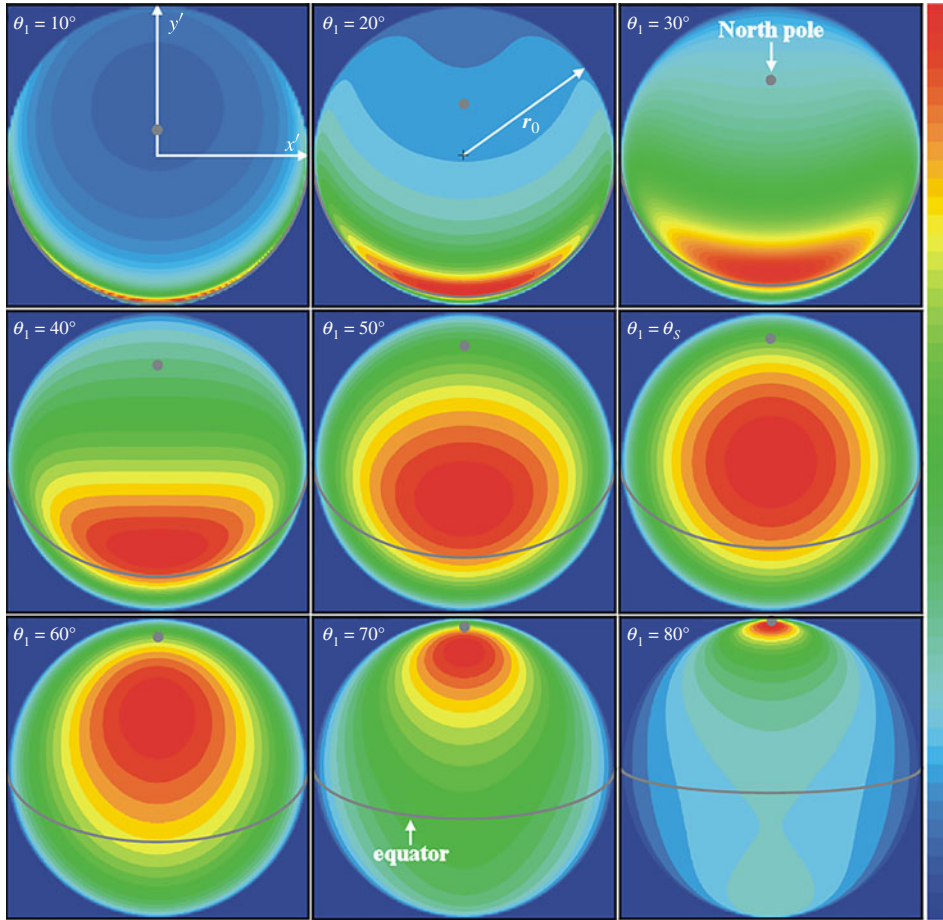 θ₁ = 10°
y′
x′
θ₁ = 20°
r₀
θ₁ = 30°
North pole
θ₁ = 40°
θ₁ = 50°
θ₁ = θₛ
θ₁ = 60°
θ₁ = 70°
equator
θ₁ = 80°